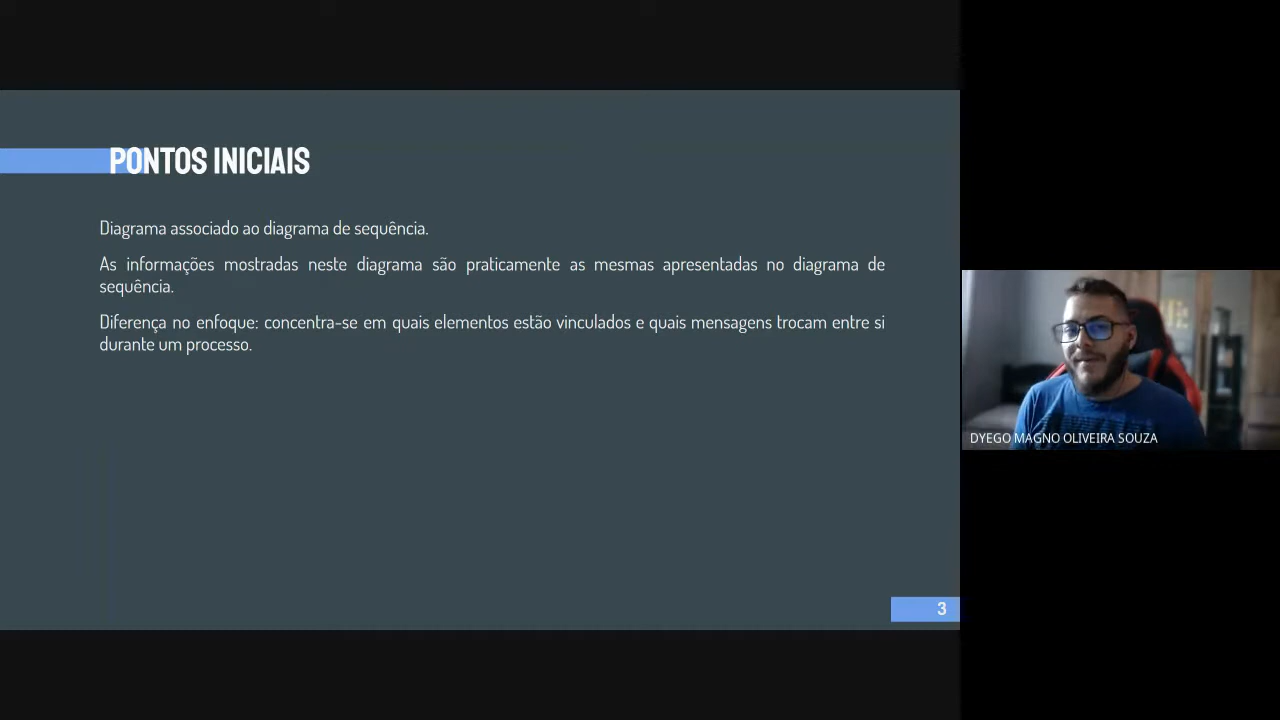 PONTOS INICIAIS
Diagrama associado ao diagrama de sequência.
As informações mostradas neste diagrama são praticamente as mesmas apresentadas no diagrama de
sequência.
Diferença no enfoque: concentra-se em quais elementos estão vinculados e quais mensagens trocam entre si
durante um processo.
DYEGO MAGNO OLIVEIRA SOUZA
3